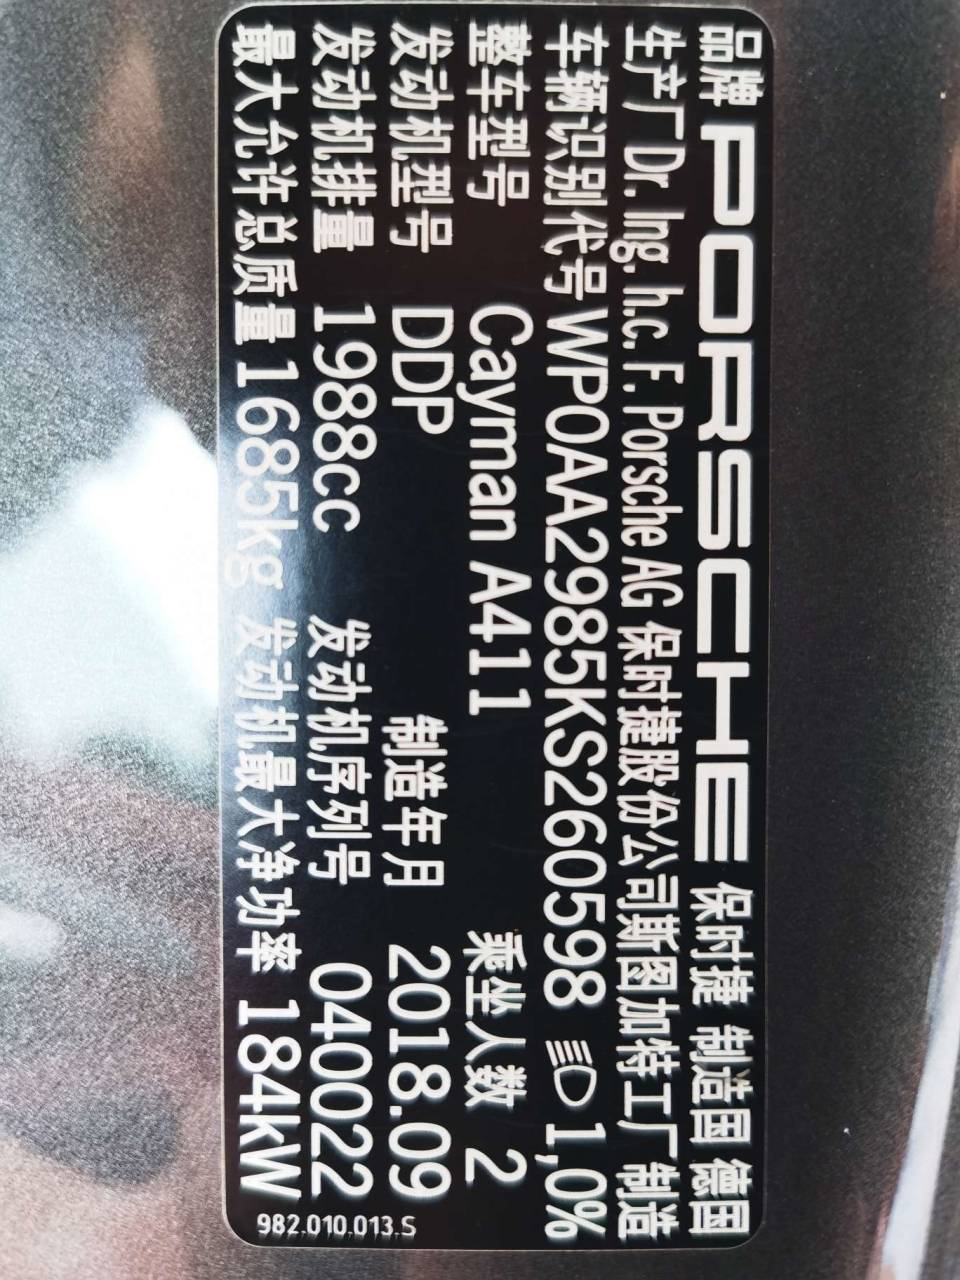 品牌 PORSCHE 保时捷 制造国 德国
生产厂 Dr. Ing. h.c. F. Porsche AG 保时捷股份公司斯图加特工厂 制造
车辆识别代号 WP0AA2985KS260598 1,0%
整车型号 Cayman A411 乘坐人数 2
发动机型号 DDP 制造年月 2018.09
发动机排量 1988cc 发动机序列号 040022
最大允许总质量 1685kg 发动机最大净功率 184kW
982.010.013.S